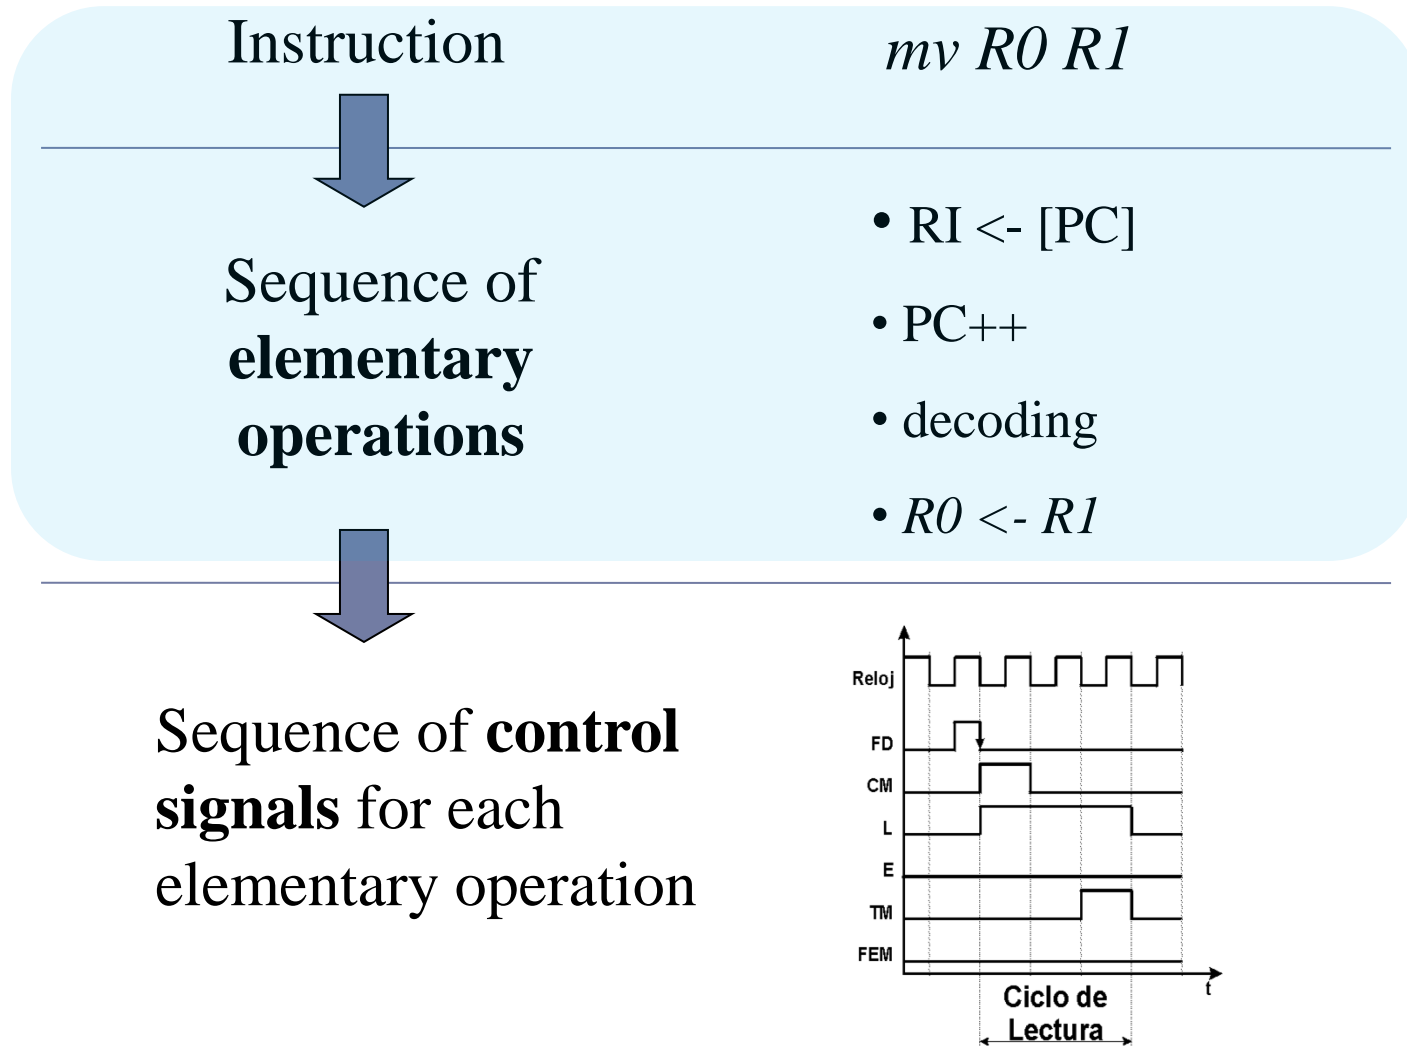 Instruction
mv R0 R1
Sequence of
elementary
operations
• RI <- [PC]
• PC++
• decoding
• R0 <- R1
Sequence of control
signals for each
elementary operation
Reloj
FD
CM
L
E
TM
FEM
t
Ciclo de
Lectura